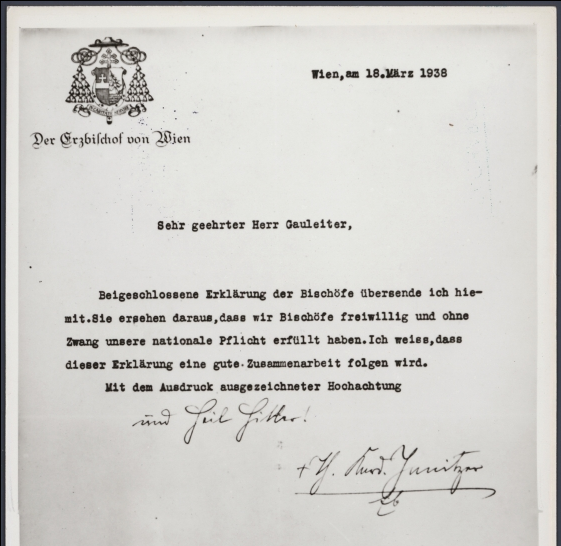 Wien,am 18.März 1938
Der Erzbischof von Wien
Sehr geehrter Herr Gauleiter,
Beigeschlossene Erklärung der Bischöfe übersende ich hie-
mit.Sie ersehen daraus,dass wir Bischöfe freiwillig und ohne
Zwang unsere nationale Pflicht erfüllt haben.Ich weiss,dass
dieser Erklärung eine gute Zusammenarbeit folgen wird.
Mit dem Ausdruck ausgezeichneter Hochachtung
und Heil Hitler!
+Th. Kard. Innitzer
Eb